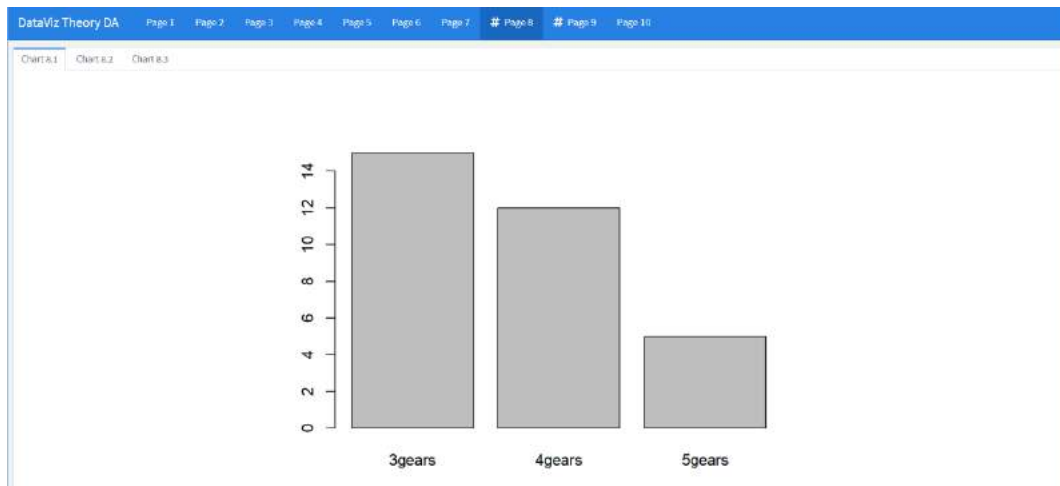 DataViz Theory DA Page 1 Page 2 Page 3 Page 4 Page 5 Page 6 Page 7 # Page 8 # Page 9 Page 10
Chart 8.1 Chart 8.2 Chart 8.3
14
12
10
8
6
4
2
0
3gears 4gears 5gears